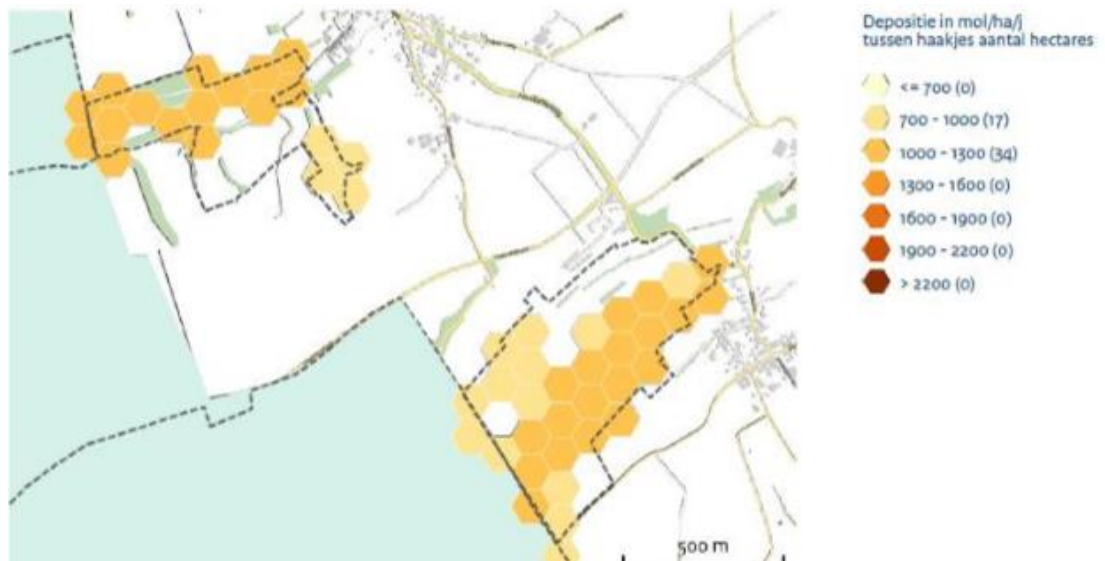 Depositie in mol/ha/j
tussen haakjes aantal hectares
<= 700 (0)
700 - 1000 (17)
1000 - 1300 (34)
1300 - 1600 (0)
1600 - 1900 (0)
1900 - 2200 (0)
> 2200 (0)
500 m